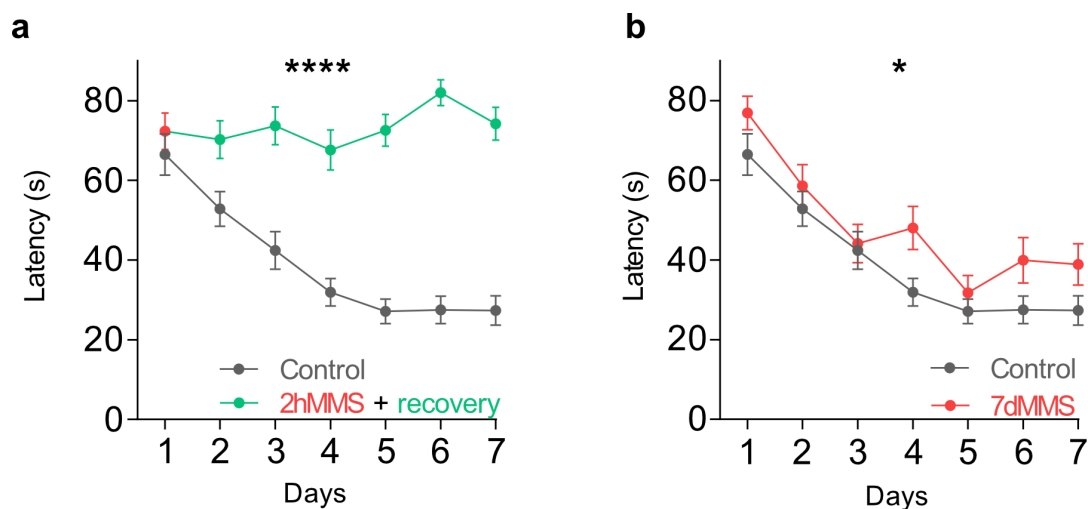 a
****
Latency (s)
80
60
40
20
0
Control
2hMMS + recovery
1 2 3 4 5 6 7
Days
b
*
Latency (s)
80
60
40
20
0
Control
7dMMS
1 2 3 4 5 6 7
Days